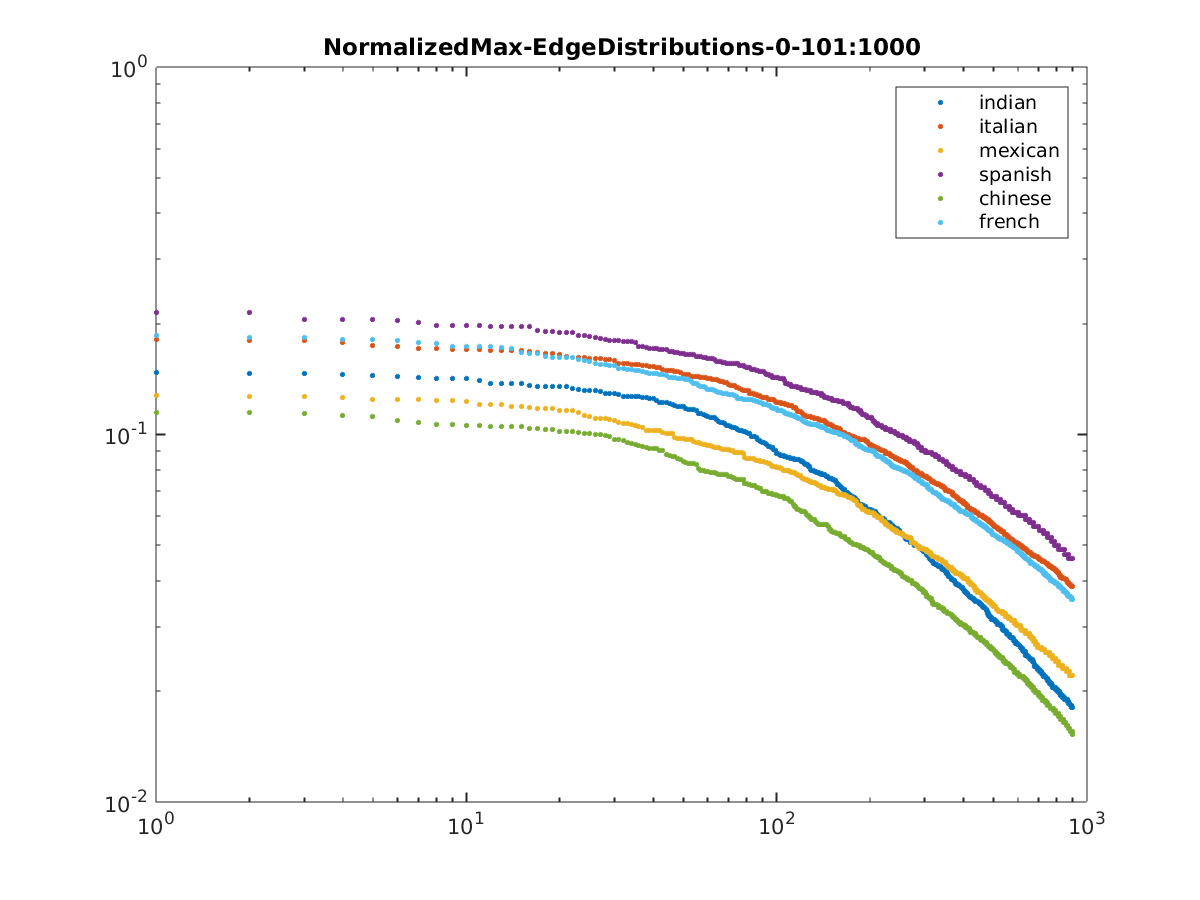 NormalizedMax-EdgeDistributions-0-101:1000
10^0
indian
italian
mexican
spanish
chinese
french
10^-1
10^-2
10^0 10^1 10^2 10^3